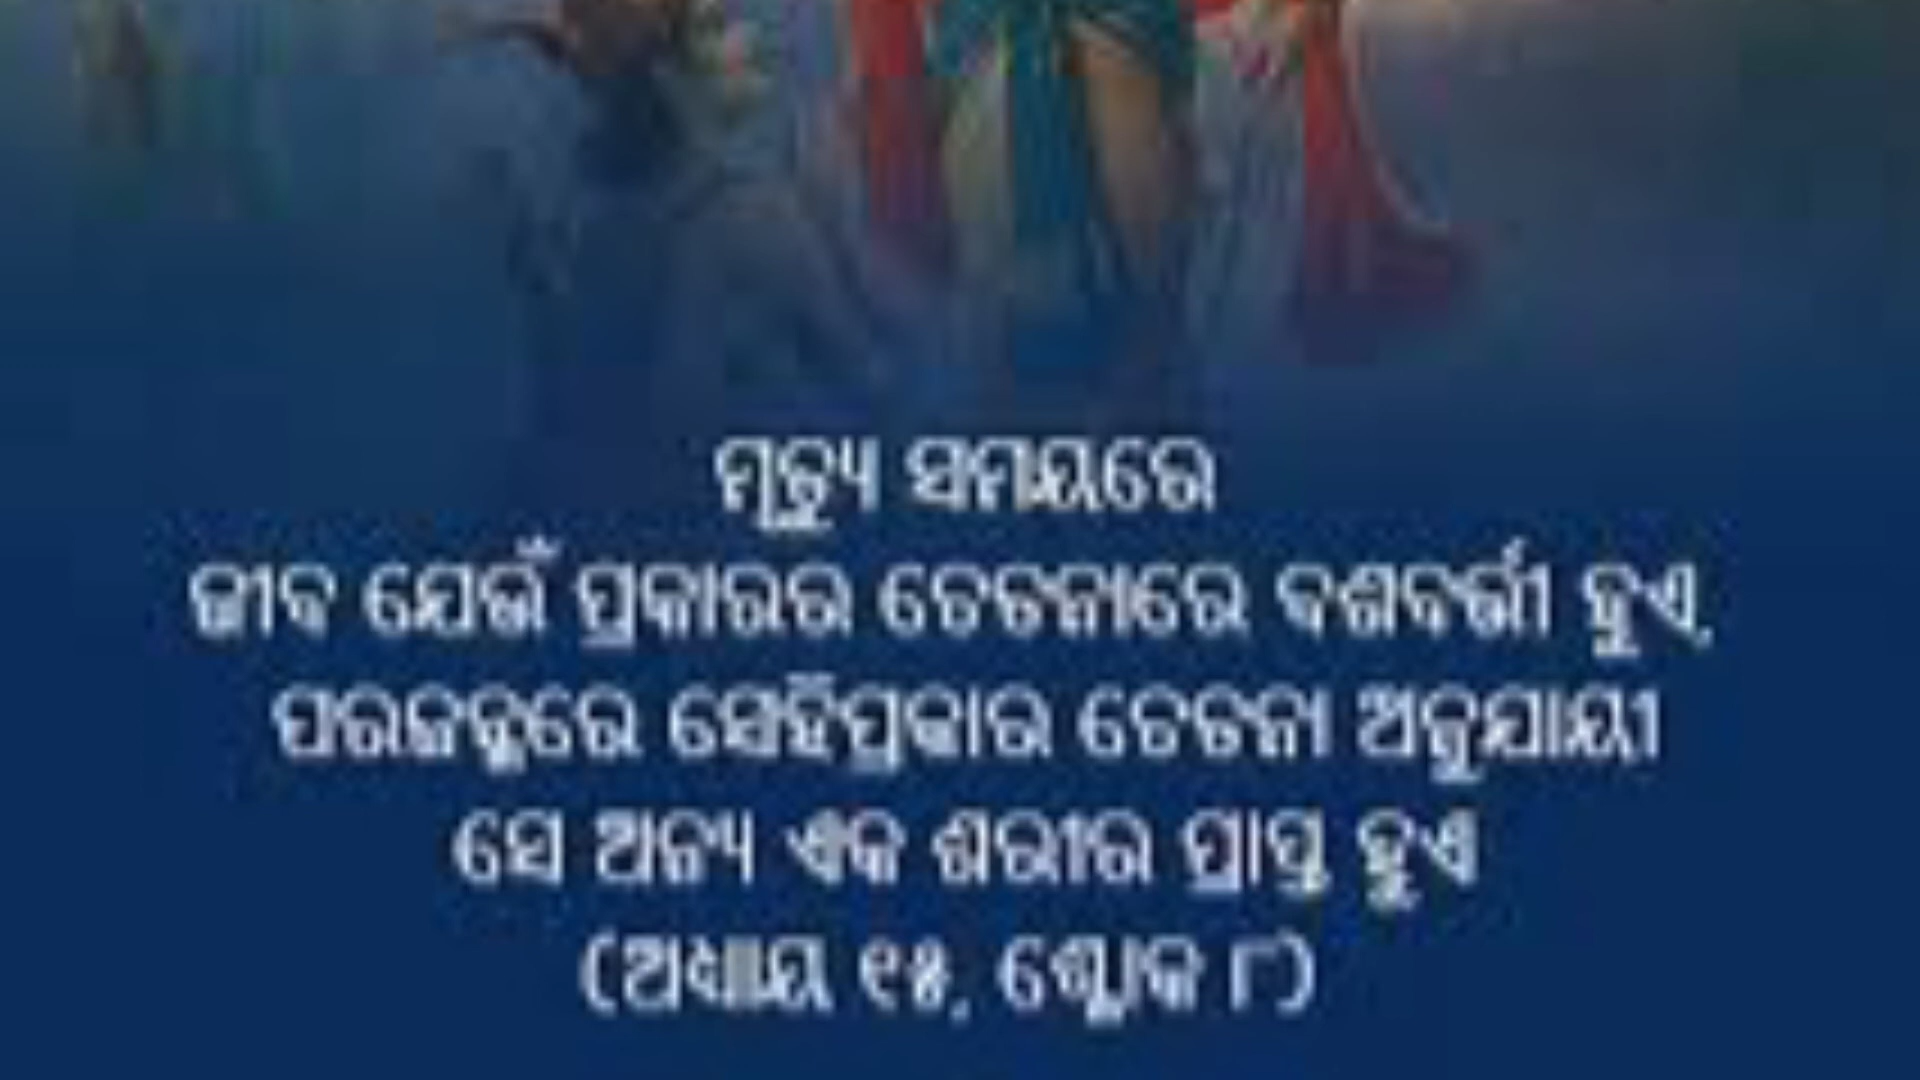 ମୃତ୍ୟୁ ସମୟରେ
ଜୀବ ଯେଉଁ ପ୍ରକାରର ଚେତନାରେ ବଶବର୍ତ୍ତୀ ହୁଏ,
ପରଜନ୍ମରେ ସେହିପ୍ରକାର ଚେତନା ଅନୁଯାୟୀ
ସେ ଅନ୍ୟ ଏକ ଶରୀର ପ୍ରାପ୍ତ ହୁଏ
(ଅଧ୍ୟାୟ ୧୫, ଶ୍ଳୋକ ୮)